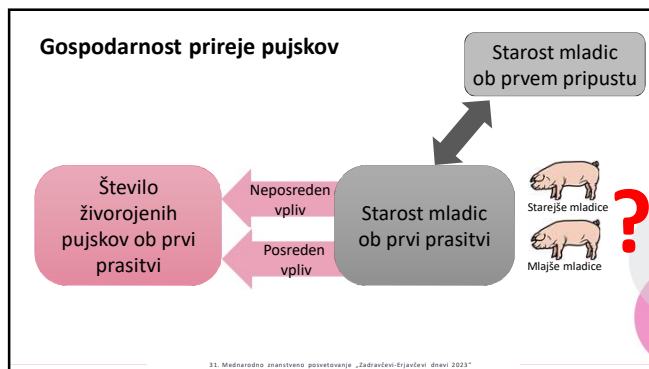 Gospodarnost prireje pujskov
Starost mladic
ob prvem pripustu
Število
živorojenih
pujskov ob prvi
prasitvi
Neposreden
vpliv
Posreden
vpliv
Starost mladic
ob prvi prasitvi
Starejše mladice
Mlajše mladice
?
31. Mednarodno znanstveno posvetovanje „Zadravčevi-Erjavčevi dnevi 2023“